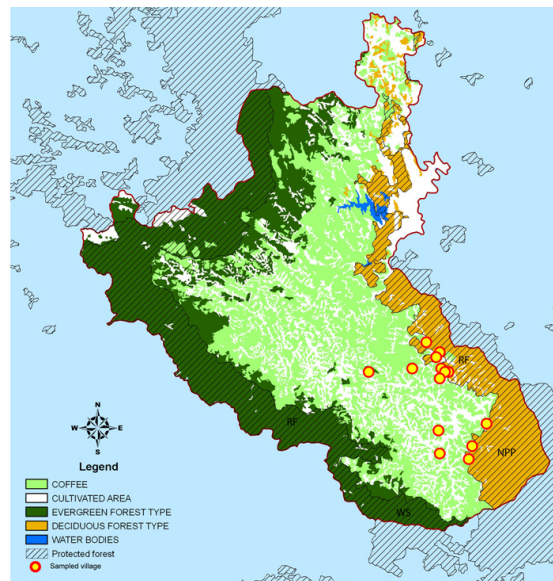 RF
RF
NPP
WS
N
W E
S
Legend
COFFEE
CULTIVATED AREA
EVERGREEN FOREST TYPE
DECIDUOUS FOREST TYPE
WATER BODIES
Protected forest
Sampled village